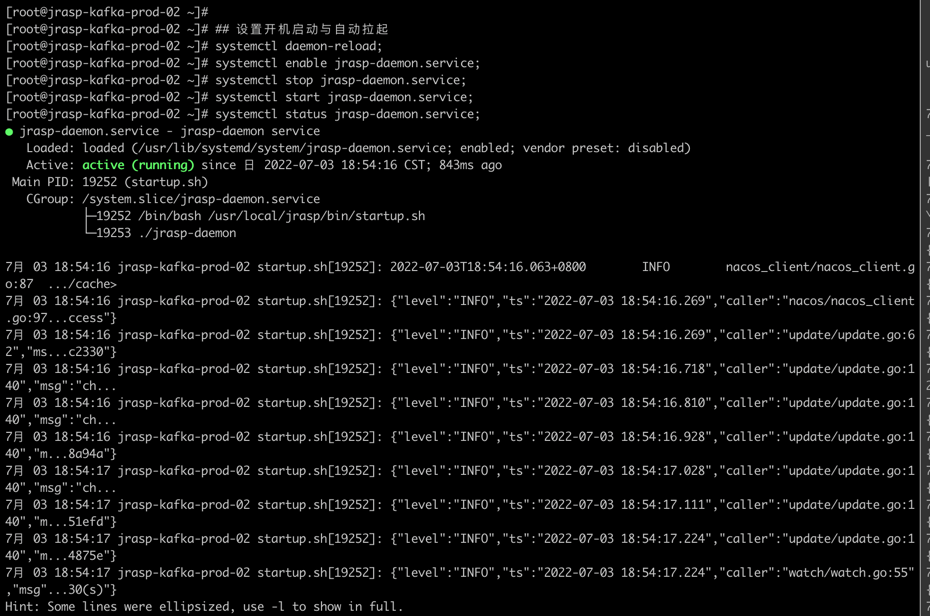 [root@jrasp-kafka-prod-02 ~]#
[root@jrasp-kafka-prod-02 ~]# ## 设置开机启动与自动拉起
[root@jrasp-kafka-prod-02 ~]# systemctl daemon-reload;
[root@jrasp-kafka-prod-02 ~]# systemctl enable jrasp-daemon.service;
[root@jrasp-kafka-prod-02 ~]# systemctl stop jrasp-daemon.service;
[root@jrasp-kafka-prod-02 ~]# systemctl start jrasp-daemon.service;
[root@jrasp-kafka-prod-02 ~]# systemctl status jrasp-daemon.service;
● jrasp-daemon.service - jrasp-daemon service
   Loaded: loaded (/usr/lib/systemd/system/jrasp-daemon.service; enabled; vendor preset: disabled)
   Active: active (running) since 日 2022-07-03 18:54:16 CST; 843ms ago
 Main PID: 19252 (startup.sh)
   CGroup: /system.slice/jrasp-daemon.service
           ├─19252 /bin/bash /usr/local/jrasp/bin/startup.sh
           └─19253 ./jrasp-daemon

7月 03 18:54:16 jrasp-kafka-prod-02 startup.sh[19252]: 2022-07-03T18:54:16.063+0800        INFO        nacos_client/nacos_client.g
o:87  .../cache>
7月 03 18:54:16 jrasp-kafka-prod-02 startup.sh[19252]: {"level":"INFO","ts":"2022-07-03 18:54:16.269","caller":"nacos/nacos_client
.go:97...ccess"}
7月 03 18:54:16 jrasp-kafka-prod-02 startup.sh[19252]: {"level":"INFO","ts":"2022-07-03 18:54:16.269","caller":"update/update.go:6
2","ms...c2330"}
7月 03 18:54:16 jrasp-kafka-prod-02 startup.sh[19252]: {"level":"INFO","ts":"2022-07-03 18:54:16.718","caller":"update/update.go:1
40","msg":"ch...
7月 03 18:54:16 jrasp-kafka-prod-02 startup.sh[19252]: {"level":"INFO","ts":"2022-07-03 18:54:16.810","caller":"update/update.go:1
40","msg":"ch...
7月 03 18:54:16 jrasp-kafka-prod-02 startup.sh[19252]: {"level":"INFO","ts":"2022-07-03 18:54:16.928","caller":"update/update.go:1
40","m...8a94a"}
7月 03 18:54:17 jrasp-kafka-prod-02 startup.sh[19252]: {"level":"INFO","ts":"2022-07-03 18:54:17.028","caller":"update/update.go:1
40","msg":"ch...
7月 03 18:54:17 jrasp-kafka-prod-02 startup.sh[19252]: {"level":"INFO","ts":"2022-07-03 18:54:17.111","caller":"update/update.go:1
40","m...51efd"}
7月 03 18:54:17 jrasp-kafka-prod-02 startup.sh[19252]: {"level":"INFO","ts":"2022-07-03 18:54:17.224","caller":"update/update.go:1
40","m...4875e"}
7月 03 18:54:17 jrasp-kafka-prod-02 startup.sh[19252]: {"level":"INFO","ts":"2022-07-03 18:54:17.224","caller":"watch/watch.go:55"
,"msg"...30(s)"}
Hint: Some lines were ellipsized, use -l to show in full.